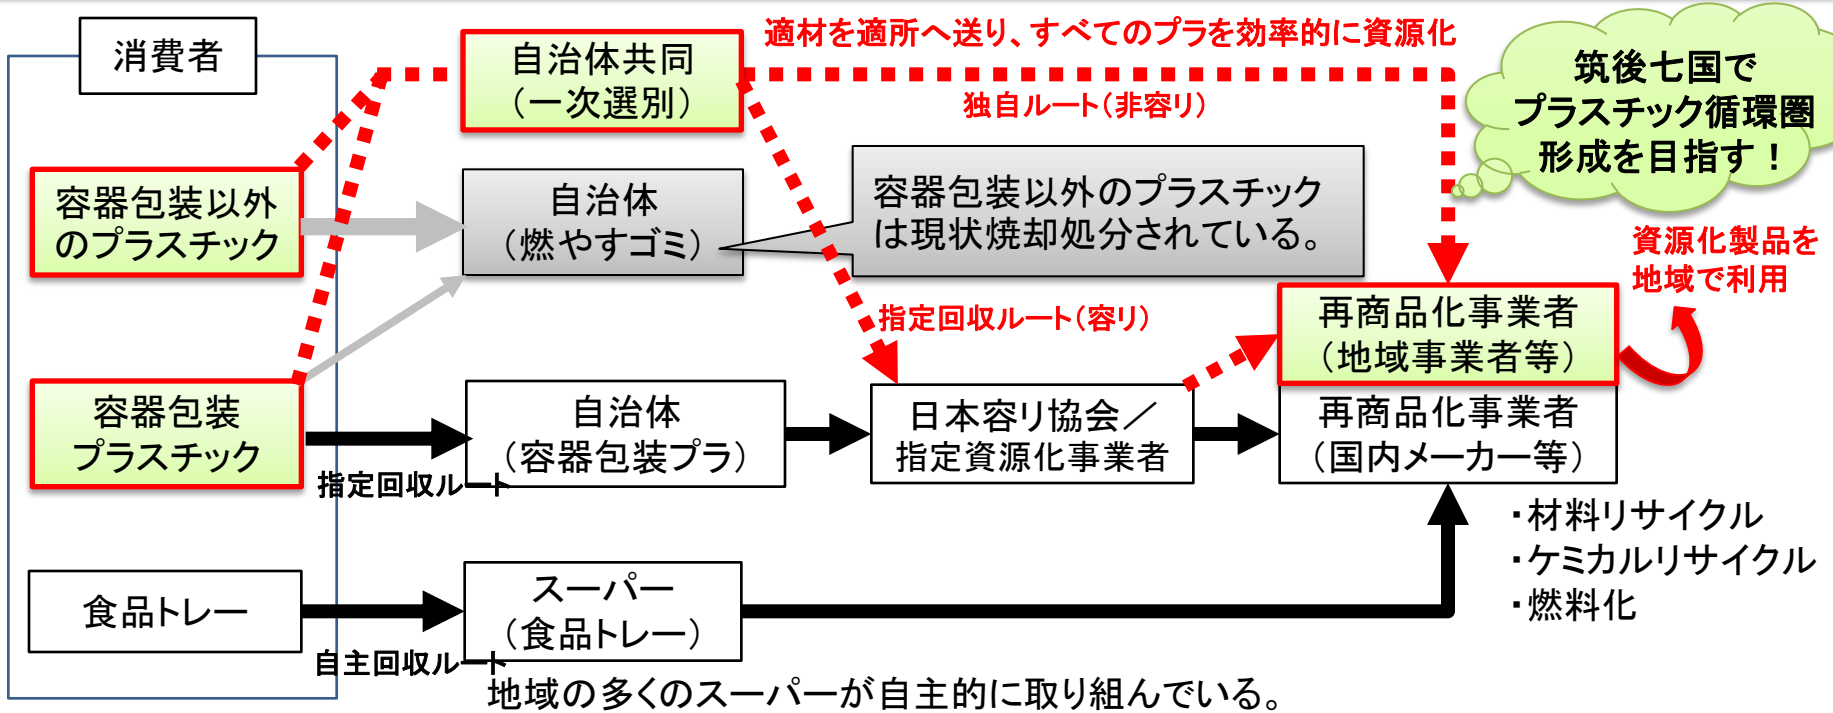 消費者
自治体共同
（一次選別）
適材を適所へ送り、すべてのプラを効率的に資源化
独自ルート（非容リ）
筑後七国で
プラスチック循環圏
形成を目指す！
容器包装以外
のプラスチック
自治体
（燃やすゴミ）
容器包装以外のプラスチック
は現状焼却処分されている。
資源化製品を
地域で利用
指定回収ルート（容リ）
再商品化事業者
（地域事業者等）
容器包装
プラスチック
指定回収ルート
自治体
（容器包装プラ）
日本容リ協会／
指定資源化事業者
再商品化事業者
（国内メーカー等）
・材料リサイクル
・ケミカルリサイクル
・燃料化
食品トレー
自主回収ルート
スーパー
（食品トレー）
地域の多くのスーパーが自主的に取り組んでいる。